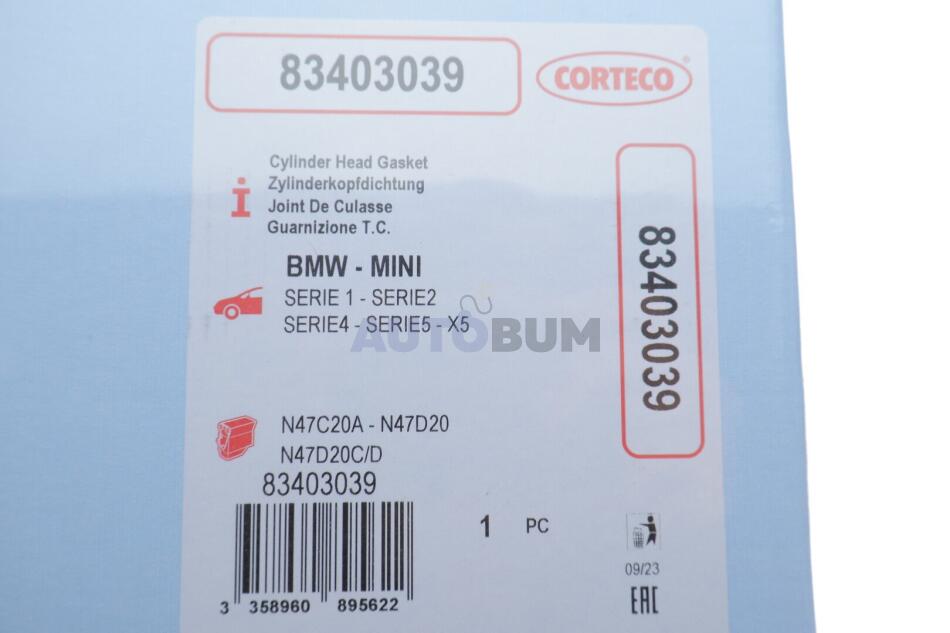 83403039
CORTECO®
Cylinder Head Gasket
Zylinderkopfdichtung
Joint De Culasse
Guarnizione T.C.
BMW - MINI
SERIE 1 - SERIE2
SERIE4 - SERIE5 - X5
AUTOBUM
83403039
N47C20A - N47D20
N47D20C/D
83403039
1 PC
09/23
EAC
3 358960 895622